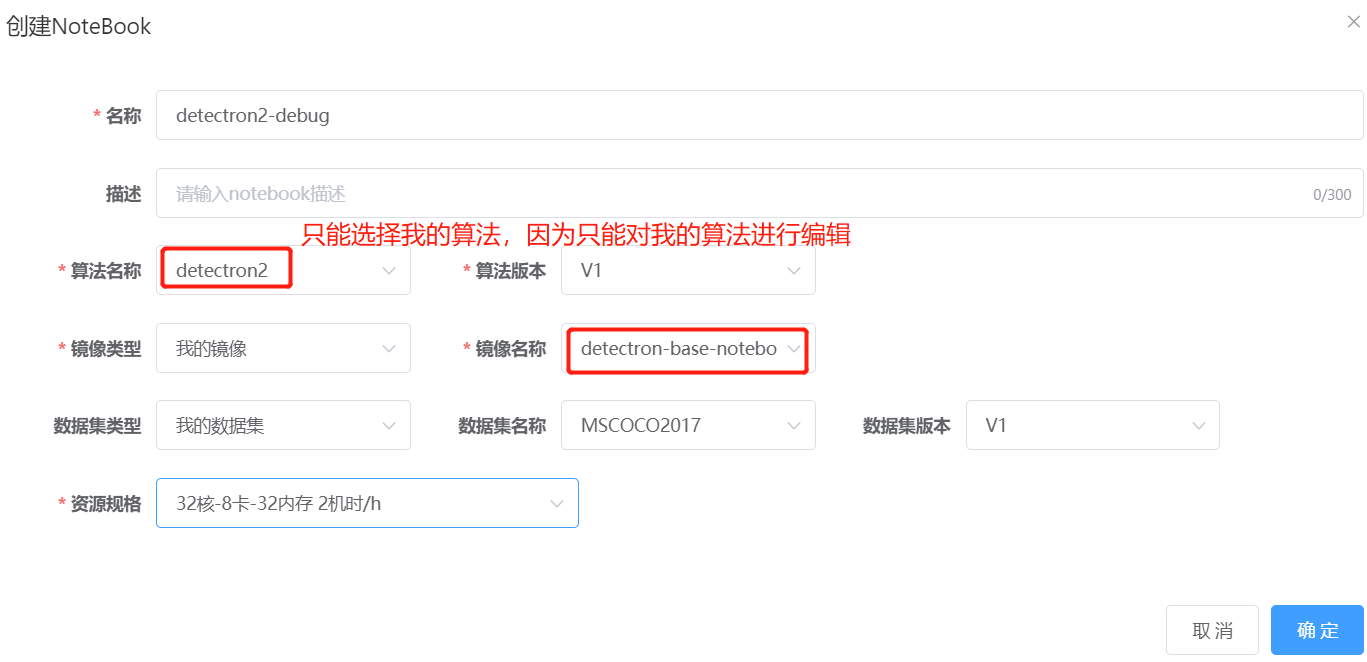 创建NoteBook
* 名称 detectron2-debug
描述 请输入notebook描述 0/300
只能选择我的算法，因为只能对我的算法进行编辑
* 算法名称 detectron2 * 算法版本 V1
* 镜像类型 我的镜像 * 镜像名称 detectron-base-notebo
数据集类型 我的数据集 数据集名称 MSCOCO2017 数据集版本 V1
* 资源规格 32核-8卡-32内存 2机时/h
取消 确定